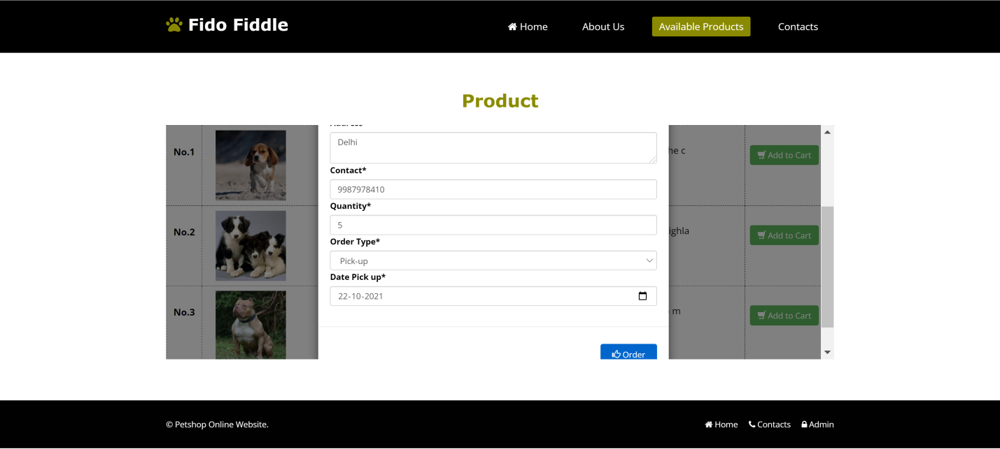 Fido Fiddle
Home
About Us
Available Products
Contacts
Product
Address
Delhi
Contact*
9987978410
Quantity*
5
Order Type*
Pick-up
Date Pick up*
22-10-2021
Order
No.1
he c
Add to Cart
No.2
ighla
Add to Cart
No.3
m
Add to Cart
© Petshop Online Website.
Home
Contacts
Admin